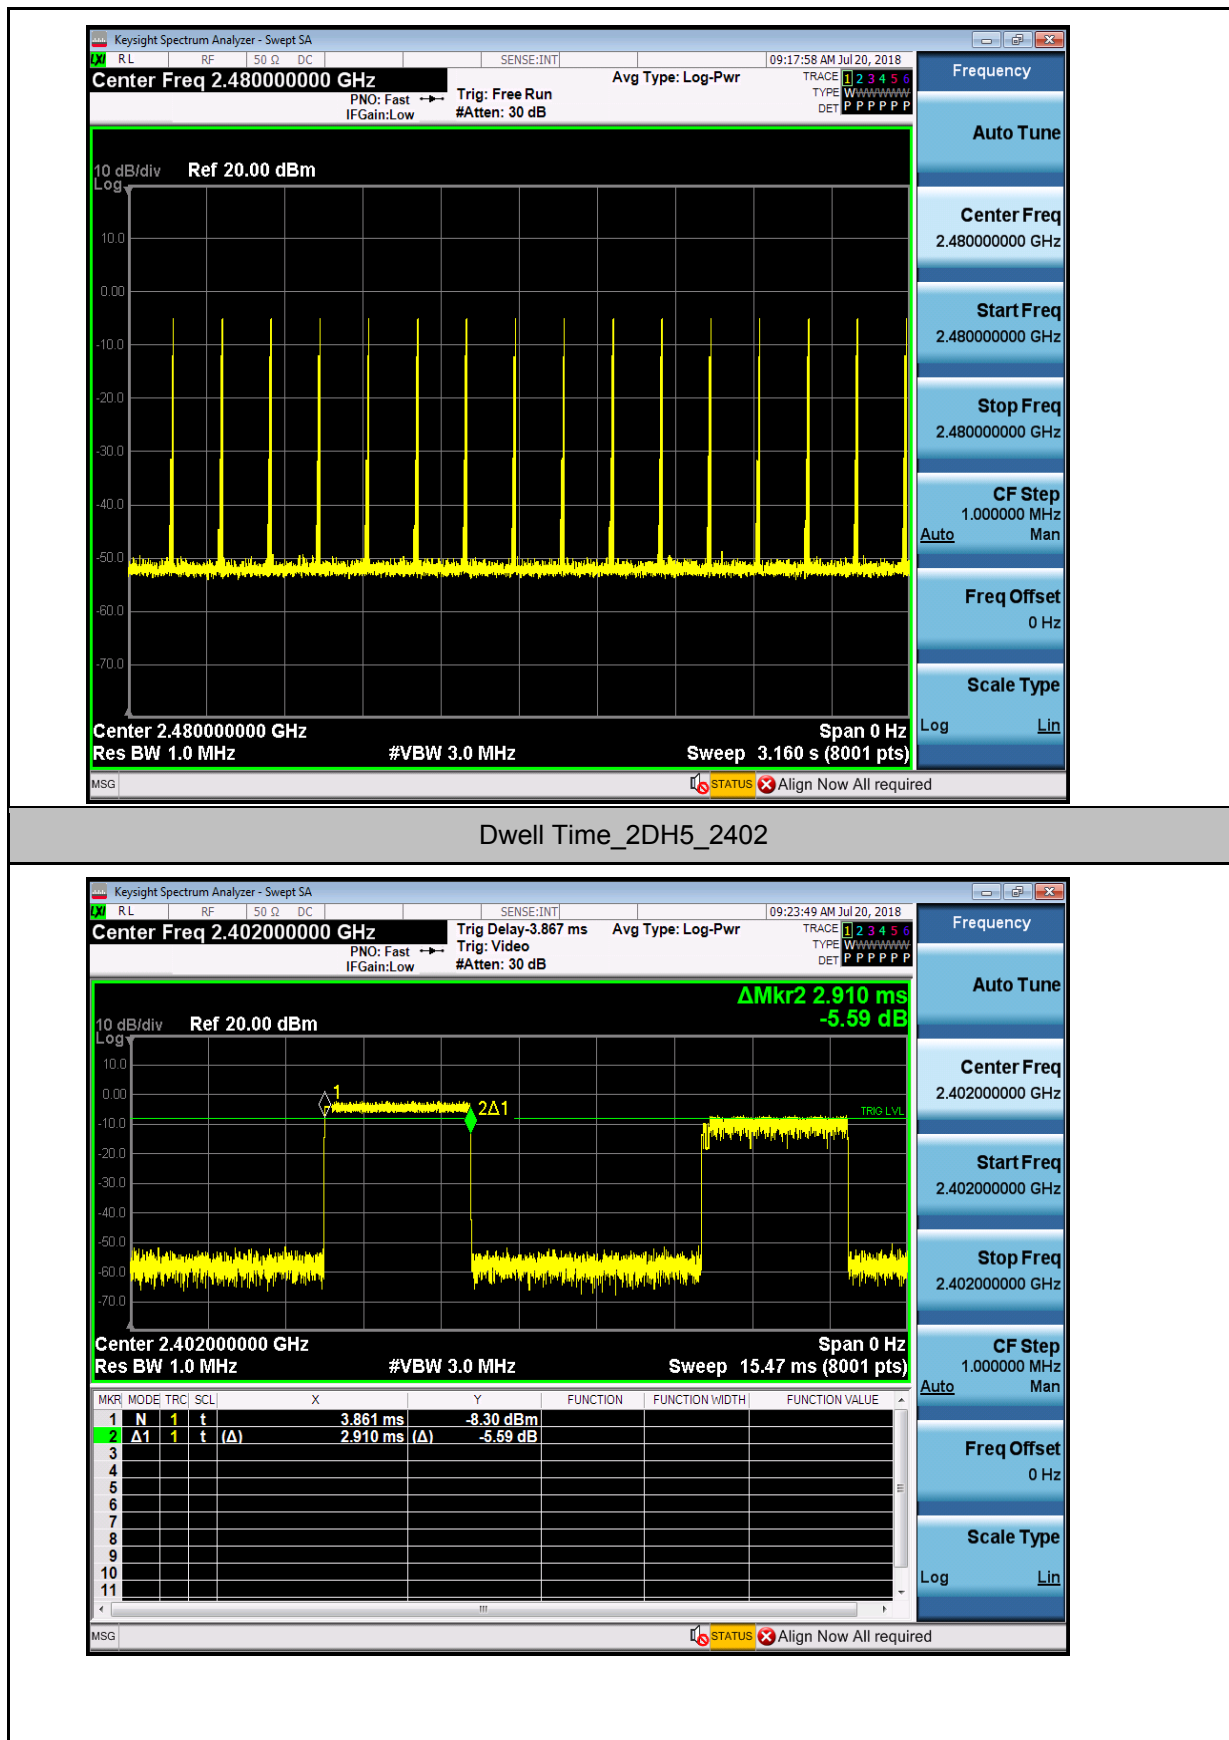 Keysight Spectrum Analyzer - Swept SA
LXI RL RF 50 Ω DC SENSE:INT 09:17:58 AM Jul 20, 2018
Center Freq 2.480000000 GHz
PNO: Fast
IFGain:Low
Trig: Free Run
#Atten: 30 dB
Avg Type: Log-Pwr
TRACE 1 2 3 4 5 6
TYPE WWWWWW
DET P P P P P P
10 dB/div Ref 20.00 dBm
Log
10.0
0.00
-10.0
-20.0
-30.0
-40.0
-50.0
-60.0
-70.0
Center 2.480000000 GHz Span 0 Hz
Res BW 1.0 MHz #VBW 3.0 MHz Sweep 3.160 s (8001 pts)
MSG STATUS Align Now All required
Frequency
Auto Tune
Center Freq
2.480000000 GHz
Start Freq
2.480000000 GHz
Stop Freq
2.480000000 GHz
CF Step
1.000000 MHz
Auto Man
Freq Offset
0 Hz
Scale Type
Log Lin
Dwell Time_2DH5_2402
Keysight Spectrum Analyzer - Swept SA
LXI RL RF 50 Ω DC SENSE:INT 09:23:49 AM Jul 20, 2018
Center Freq 2.402000000 GHz
PNO: Fast
IFGain:Low
Trig Delay-3.867 ms
Trig: Video
#Atten: 30 dB
Avg Type: Log-Pwr
TRACE 1 2 3 4 5 6
TYPE WWWWWW
DET P P P P P P
ΔMkr2 2.910 ms
-5.59 dB
10 dB/div Ref 20.00 dBm
Log
10.0
0.00
-10.0
-20.0
-30.0
-40.0
-50.0
-60.0
-70.0
1
2Δ1
TRIG LVL
Center 2.402000000 GHz Span 0 Hz
Res BW 1.0 MHz #VBW 3.0 MHz Sweep 15.47 ms (8001 pts)
MKR MODE TRC SCL X Y FUNCTION FUNCTION WIDTH FUNCTION VALUE
1 N 1 t 3.861 ms -8.30 dBm
2 Δ1 1 t (Δ) 2.910 ms (Δ) -5.59 dB
3
4
5
6
7
8
9
10
11
MSG STATUS Align Now All required
Frequency
Auto Tune
Center Freq
2.402000000 GHz
Start Freq
2.402000000 GHz
Stop Freq
2.402000000 GHz
CF Step
1.000000 MHz
Auto Man
Freq Offset
0 Hz
Scale Type
Log Lin